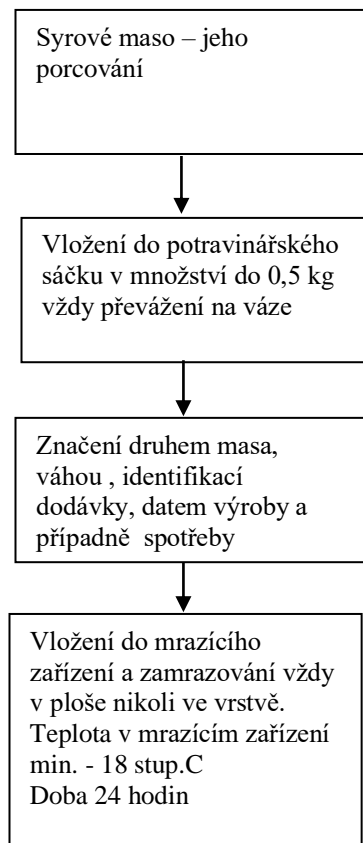 Syrové maso – jeho
porcování
Vložení do potravinářského
sáčku v množství do 0,5 kg
vždy převážení na váze
Značení druhem masa,
váhou , identifikací
dodávky, datem výroby a
případně spotřeby
Vložení do mrazícího
zařízení a zamrazování vždy
v ploše nikoli ve vrstvě.
Teplota v mrazícím zařízení
min. - 18 stup.C
Doba 24 hodin